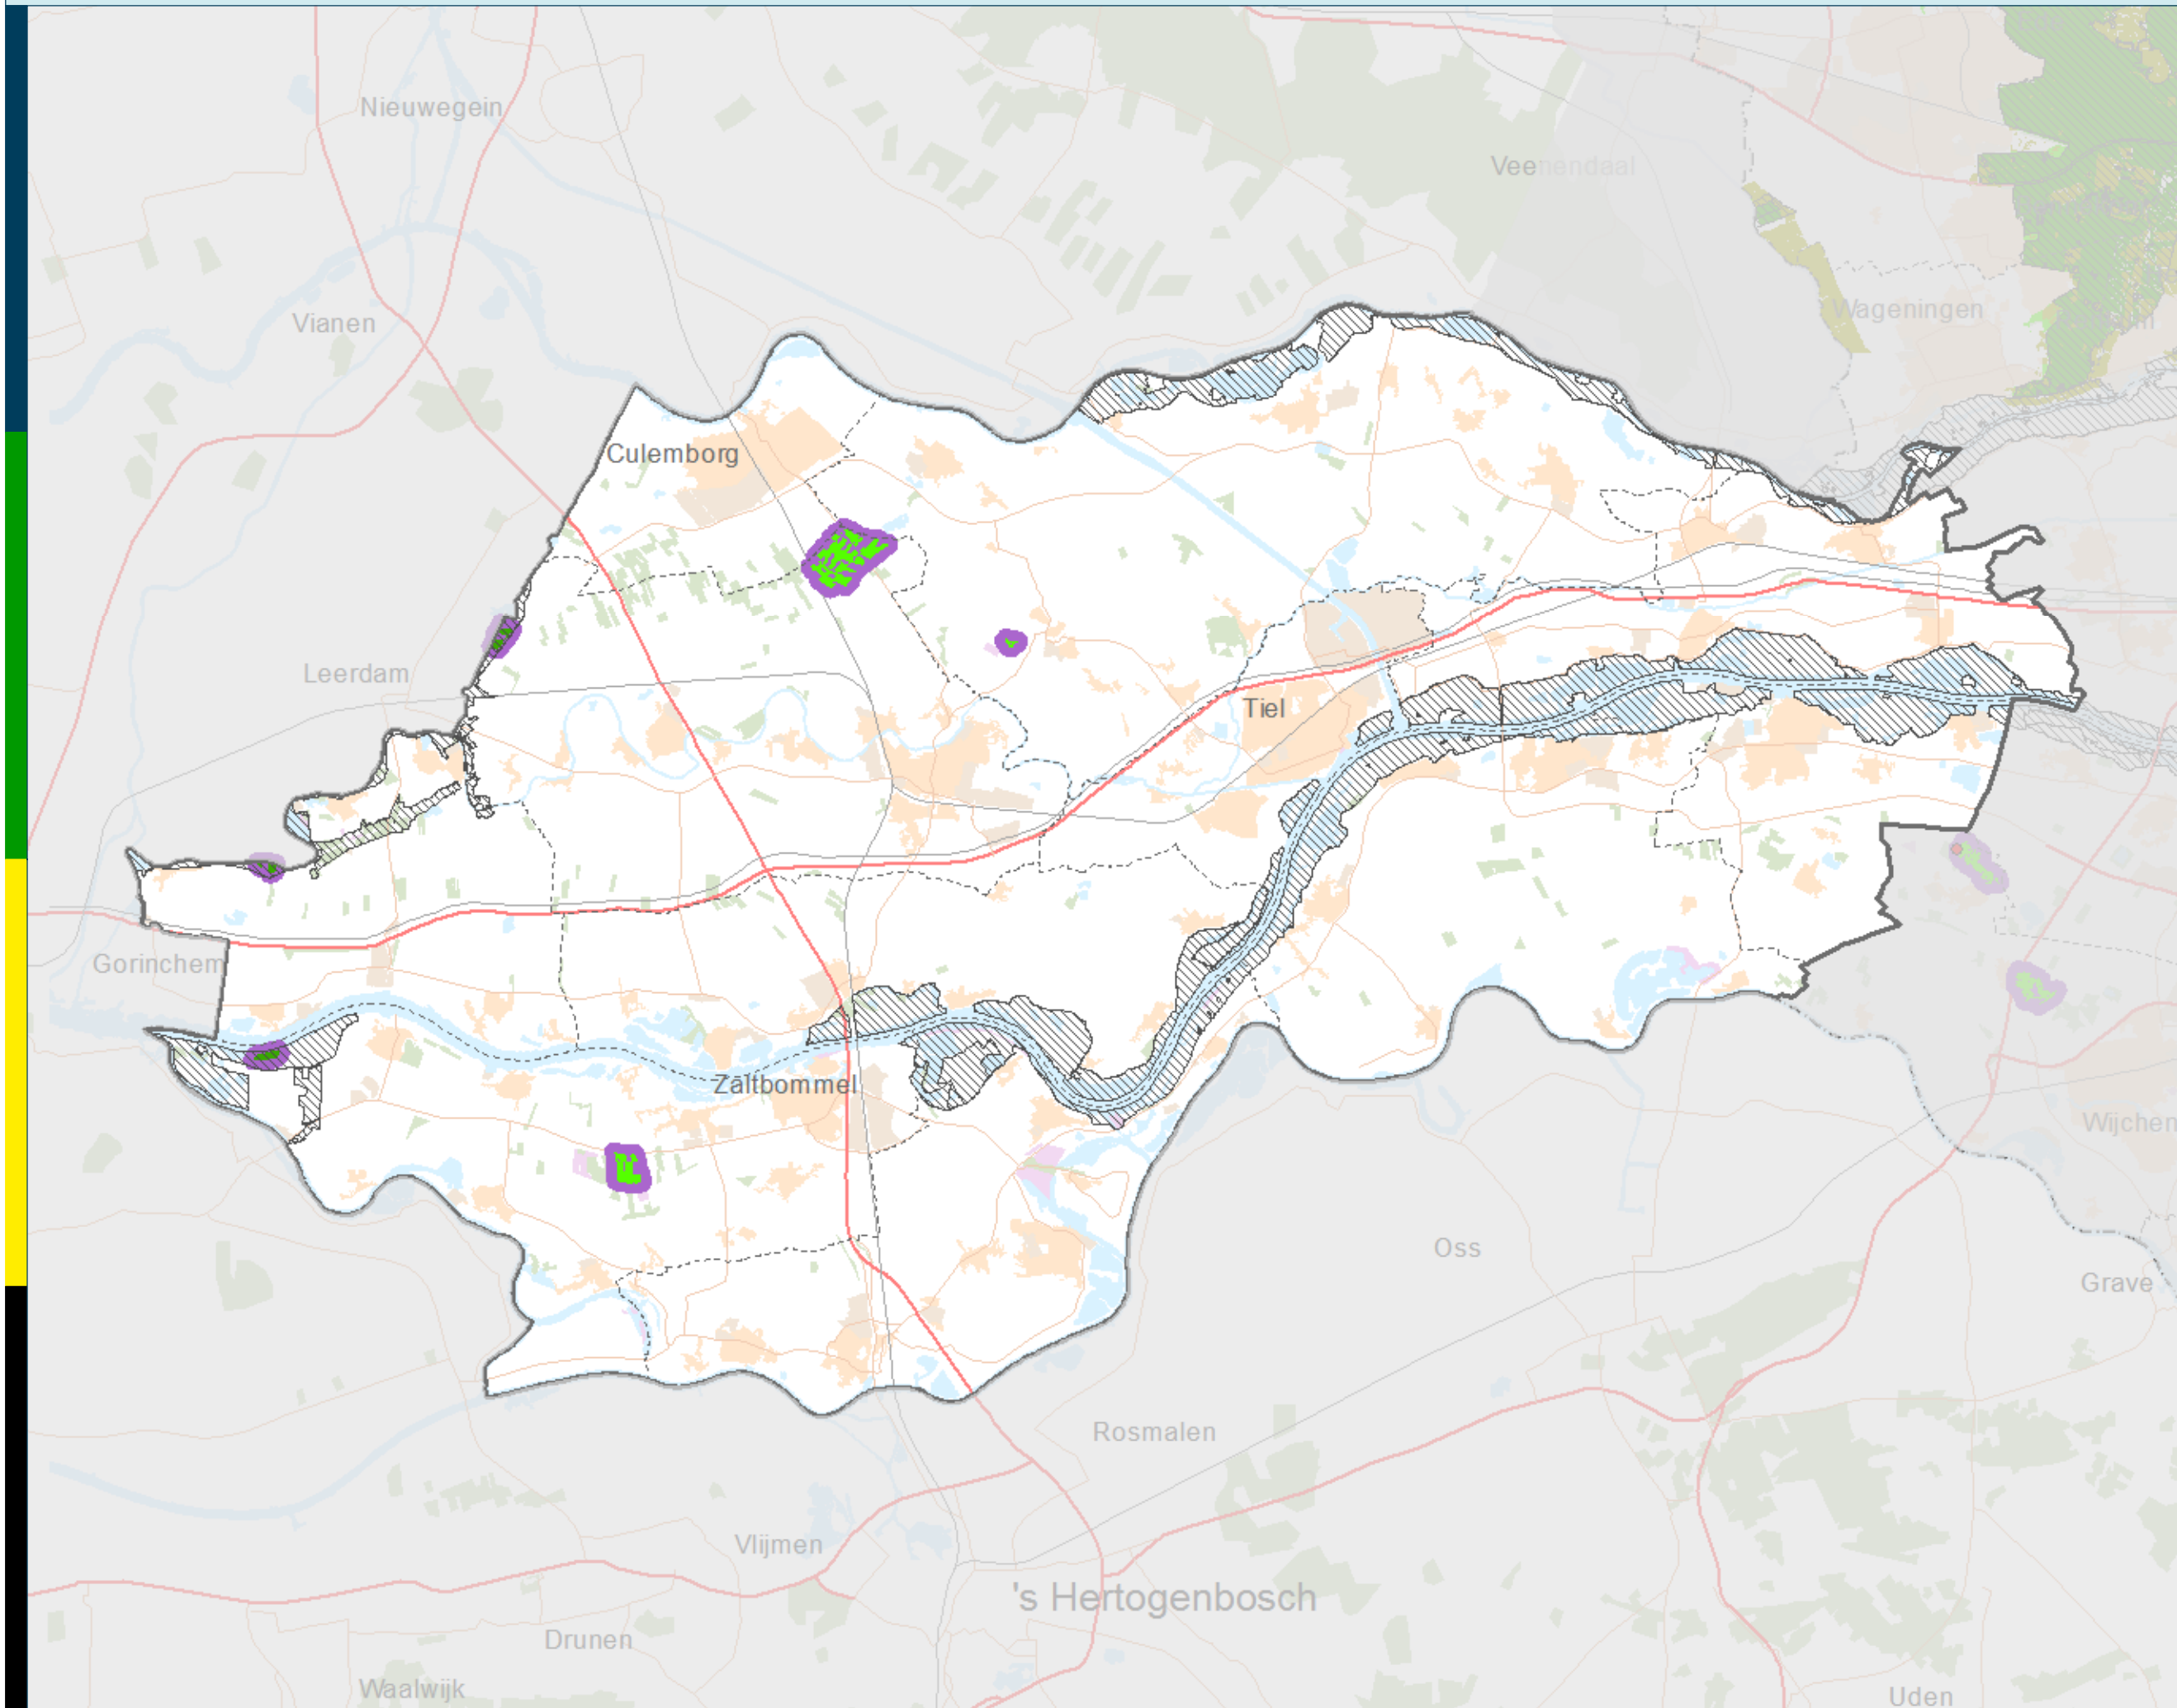 Nieuwegein
Veenendaal
Wageningen
Vianen
Culemborg
Leerdam
Tiel
Gorinchem
Zaltbommel
Wijchen
Oss
Grave
Rosmalen
Vlijmen
's Hertogenbosch
Drunen
Waalwijk
Uden